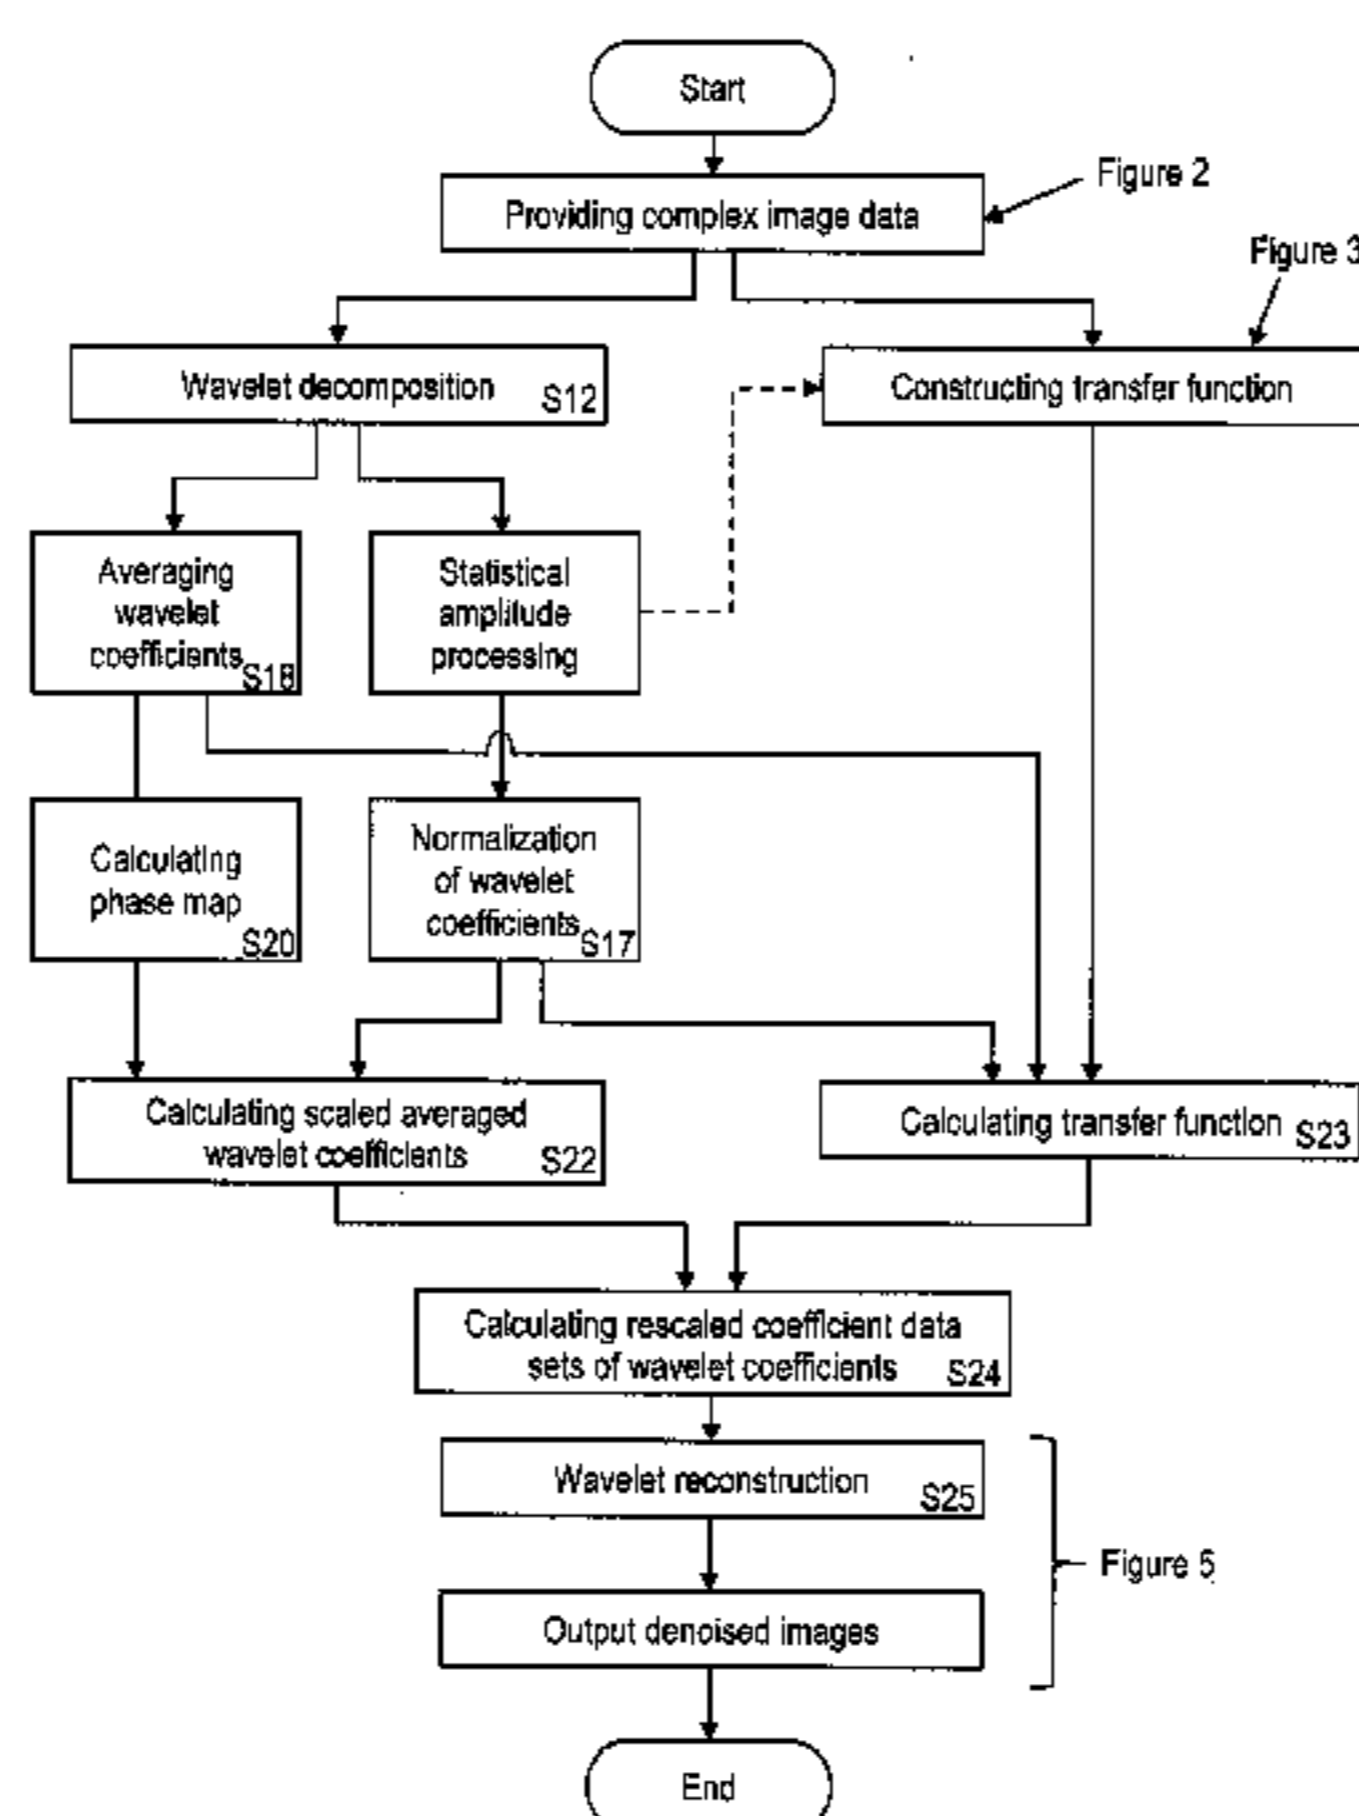 Start
Figure 2
Providing complex image data
Figure 3
Wavelet decomposition
S12
Constructing transfer function
Averaging
wavelet
coefficients
S18
Statistical
amplitude
processing
Calculating
phase map
S20
Normalization
of wavelet
coefficients
S17
Calculating scaled averaged
wavelet coefficients
S22
Calculating transfer function
S23
Calculating rescaled coefficient data
sets of wavelet coefficients
S24
Wavelet reconstruction
S25
Figure 5
Output denoised images
End